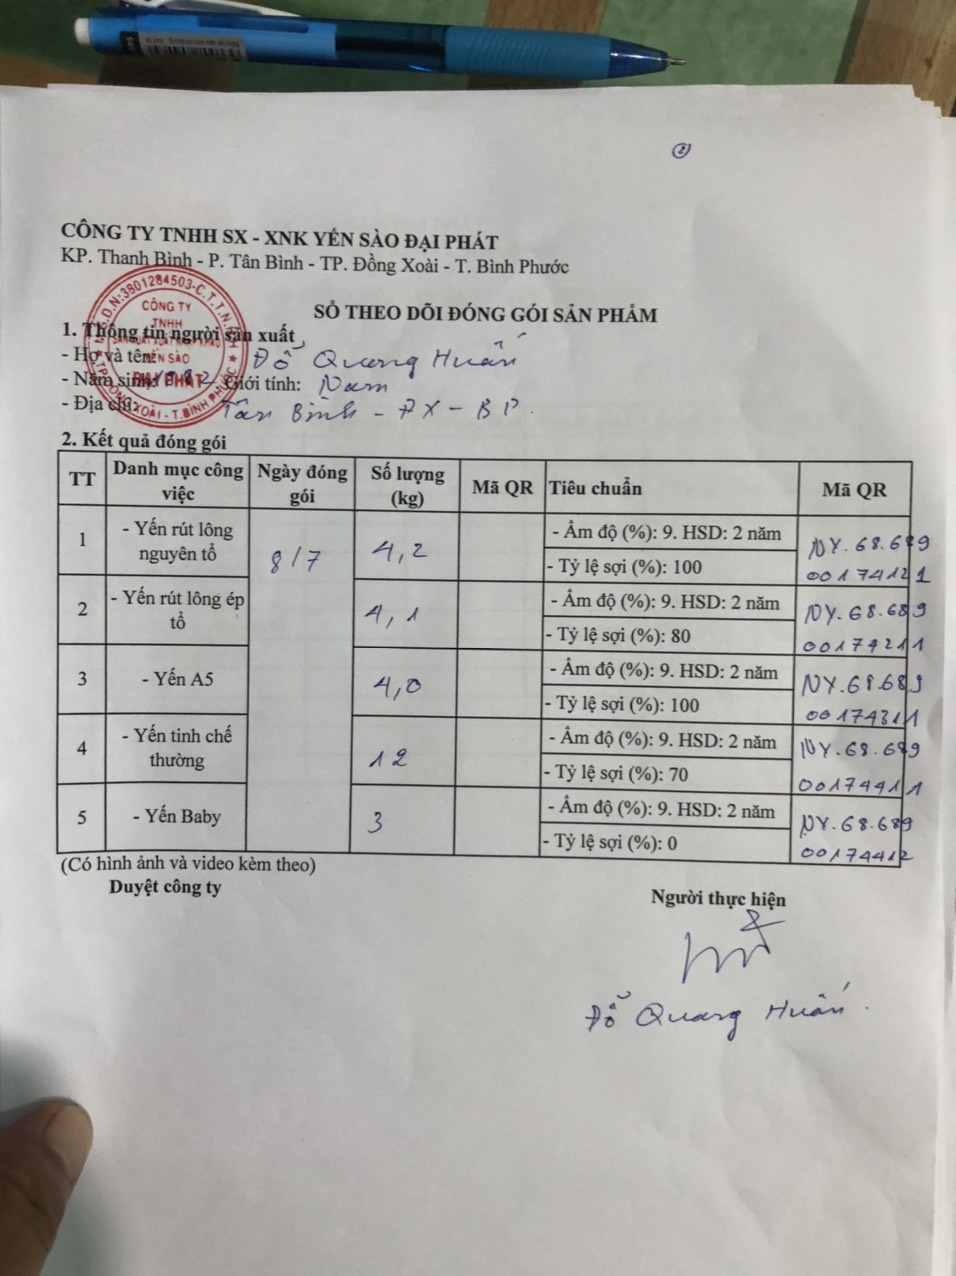 ②
CÔNG TY TNHH SX - XNK YẾN SÀO ĐẠI PHÁT
KP. Thanh Bình - P. Tân Bình - TP. Đồng Xoài - T. Bình Phước
SỔ THEO DÕI ĐÓNG GÓI SẢN PHẨM
M.S.D.N:3801284503-C.T.T.N.H.H
CÔNG TY
TNHH
SẢN XUẤT XUẤT NHẬP KHẨU
YẾN SÀO
ĐẠI PHÁT
TP. ĐỒNG XOÀI - T. BÌNH PHƯỚC
1. Thông tin người sản xuất
- Họ và tên: Đỗ Quang Huấn
- Năm sinh: 1982 Giới tính: Nam
- Địa chỉ: Tân Bình - ĐX - BP.
2. Kết quả đóng gói
TT Danh mục công việc Ngày đóng gói Số lượng (kg) Mã QR Tiêu chuẩn Mã QR
1 - Yến rút lông nguyên tổ 8/7 4,2 - Ẩm độ (%): 9. HSD: 2 năm NY.68.689
- Tỷ lệ sợi (%): 100 00174121
2 - Yến rút lông ép tổ 4,1 - Ẩm độ (%): 9. HSD: 2 năm NY.68.689
- Tỷ lệ sợi (%): 80 00174211
3 - Yến A5 4,0 - Ẩm độ (%): 9. HSD: 2 năm NY.68.689
- Tỷ lệ sợi (%): 100 00174311
4 - Yến tinh chế thường 12 - Ẩm độ (%): 9. HSD: 2 năm NY.68.689
- Tỷ lệ sợi (%): 70 00174411
5 - Yến Baby 3 - Ẩm độ (%): 9. HSD: 2 năm NY.68.689
- Tỷ lệ sợi (%): 0 00174412
(Có hình ảnh và video kèm theo)
Duyệt công ty Người thực hiện
Đỗ Quang Huấn.